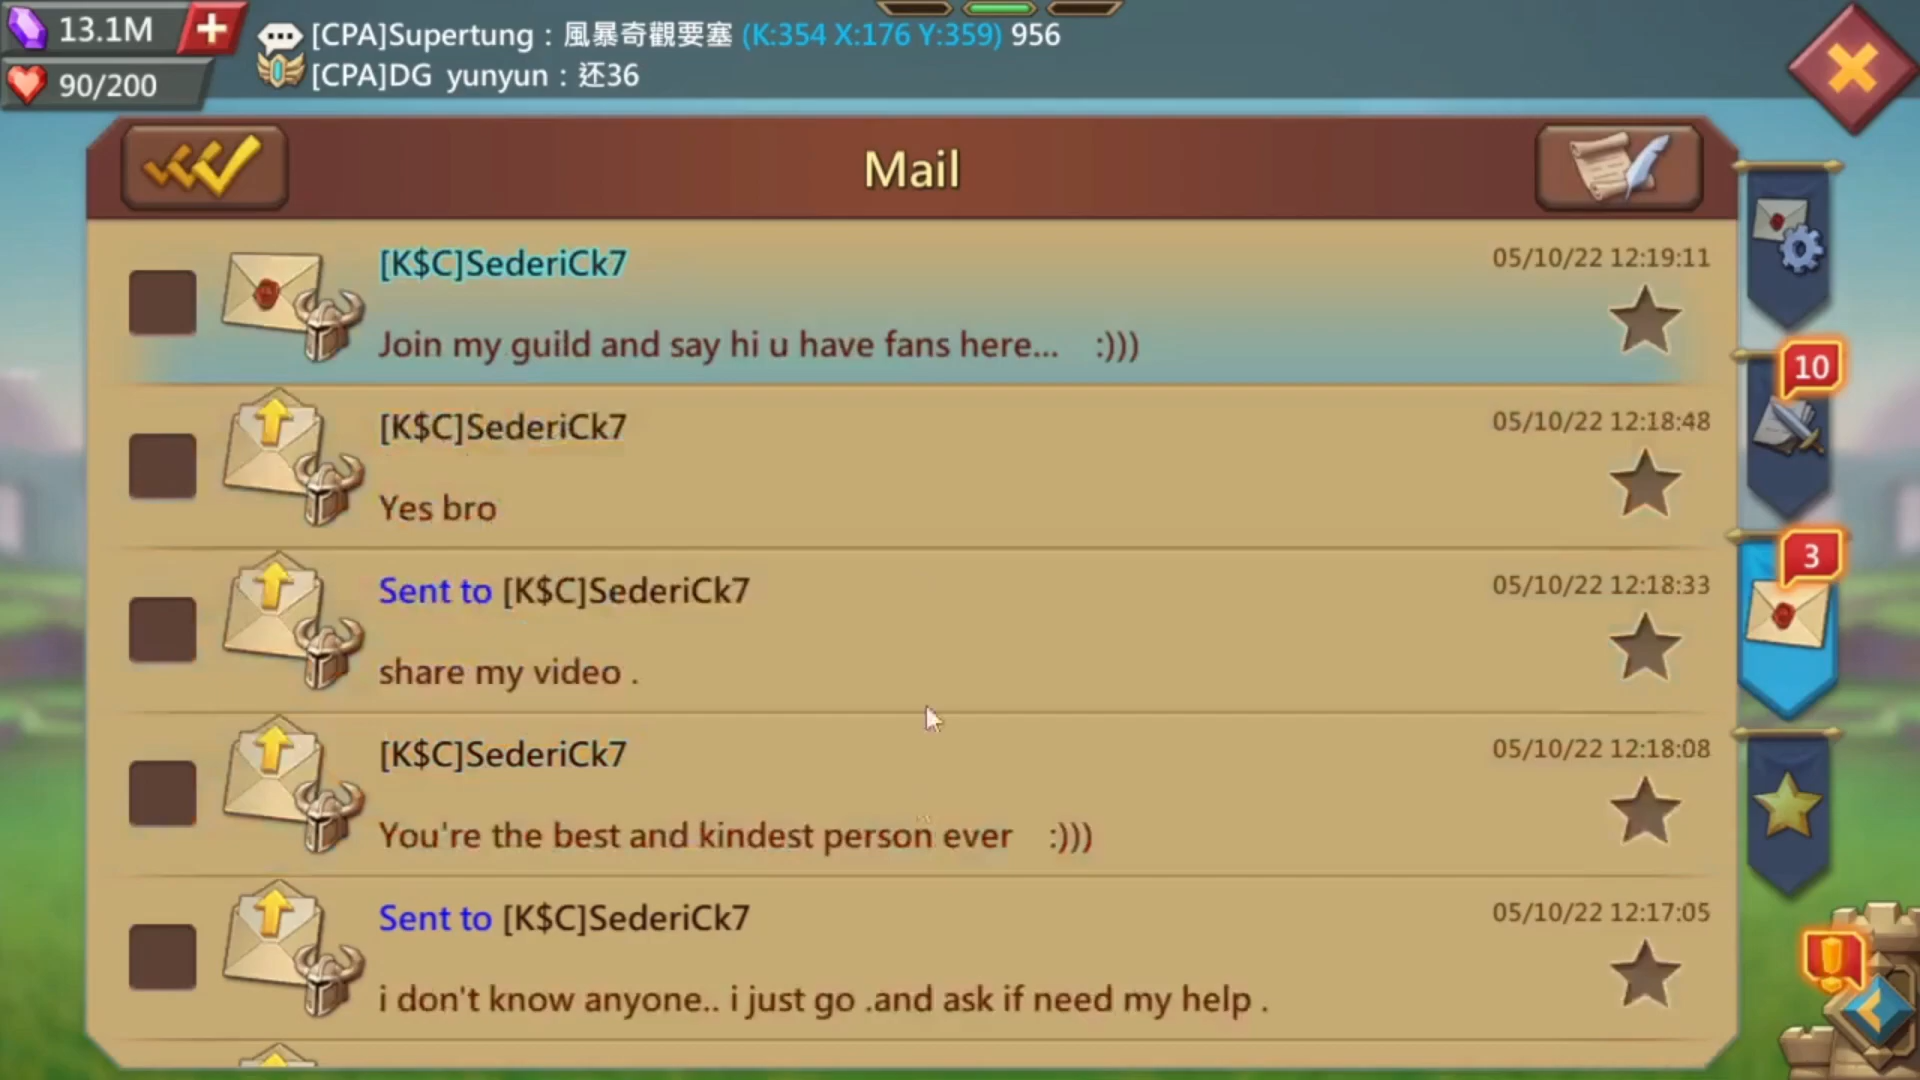 13.1M
90/200
[CPA]Supertung : 風暴奇觀要塞 (K:354 X:176 Y:359) 956
[CPA]DG yunyun : 还36
Mail
[K$C]SederiCk7
05/10/22 12:19:11
Join my guild and say hi u have fans here... :)))
[K$C]SederiCk7
05/10/22 12:18:48
Yes bro
Sent to [K$C]SederiCk7
05/10/22 12:18:33
share my video .
[K$C]SederiCk7
05/10/22 12:18:08
You're the best and kindest person ever :)))
Sent to [K$C]SederiCk7
05/10/22 12:17:05
i don't know anyone.. i just go .and ask if need my help .
10
3